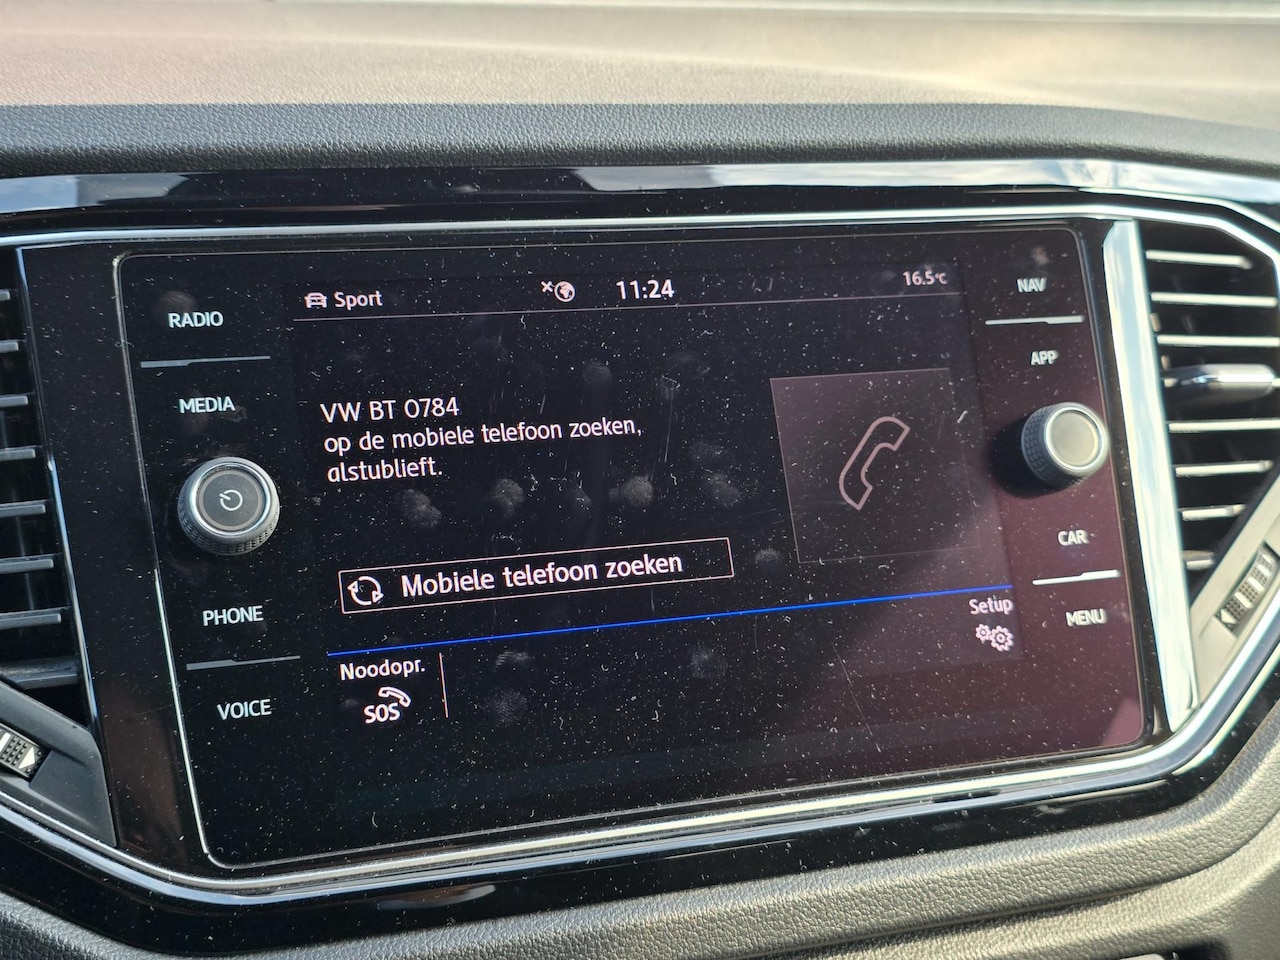 RADIO
MEDIA
PHONE
VOICE
Sport
11:24
16.5°C
VW BT 0784
op de mobiele telefoon zoeken,
alstublieft.
Mobiele telefoon zoeken
Noodopr.
SOS
Setup
NAV
APP
CAR
MENU